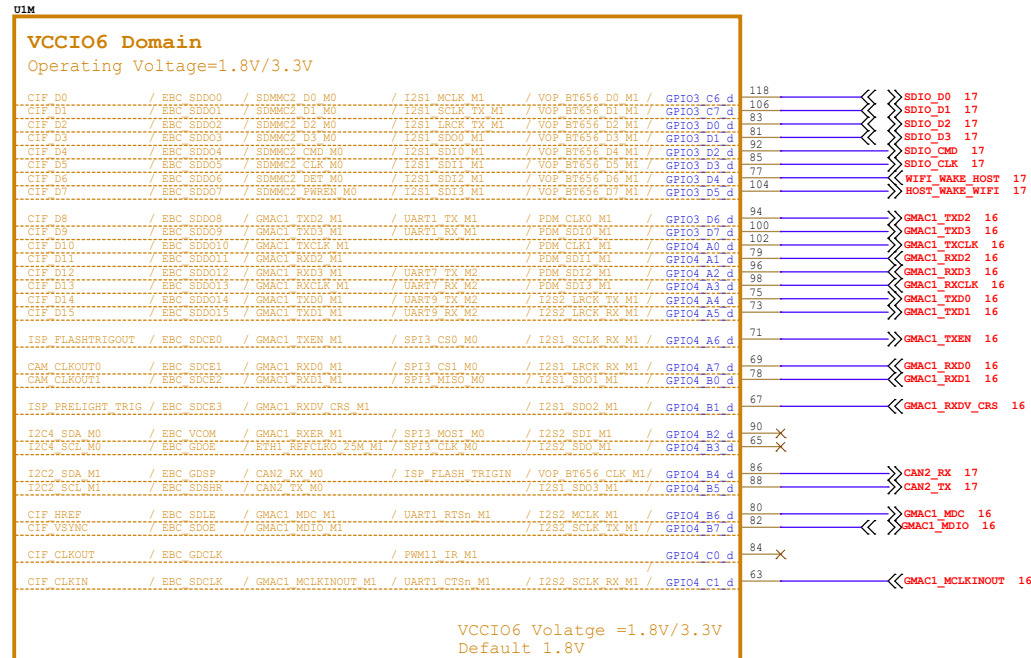 U1M
VCCIO6 Domain
Operating Voltage=1.8V/3.3V
CIF_D0 / EBC_SDDO0 / SDMMC2_D0_M0 / I2S1_MCLK_M1 / VOP_BT656_D0_M1 / GPIO3_C6_d 118 SDIO_D0 17
CIF_D1 / EBC_SDDO1 / SDMMC2_D1_M0 / I2S1_SCLK_TX_M1 / VOP_BT656_D1_M1 / GPIO3_C7_d 106 SDIO_D1 17
CIF_D2 / EBC_SDDO2 / SDMMC2_D2_M0 / I2S1_LRCK_TX_M1 / VOP_BT656_D2_M1 / GPIO3_D0_d 83 SDIO_D2 17
CIF_D3 / EBC_SDDO3 / SDMMC2_D3_M0 / I2S1_SDO0_M1 / VOP_BT656_D3_M1 / GPIO3_D1_d 81 SDIO_D3 17
CIF_D4 / EBC_SDDO4 / SDMMC2_CMD_M0 / I2S1_SDI0_M1 / VOP_BT656_D4_M1 / GPIO3_D2_d 92 SDIO_CMD 17
CIF_D5 / EBC_SDDO5 / SDMMC2_CLK_M0 / I2S1_SDI1_M1 / VOP_BT656_D5_M1 / GPIO3_D3_d 85 SDIO_CLK 17
CIF_D6 / EBC_SDDO6 / SDMMC2_DET_M0 / I2S1_SDI2_M1 / VOP_BT656_D6_M1 / GPIO3_D4_d 77 WIFI_WAKE_HOST 17
CIF_D7 / EBC_SDDO7 / SDMMC2_PWREN_M0 / I2S1_SDI3_M1 / VOP_BT656_D7_M1 / GPIO3_D5_d 104 HOST_WAKE_WIFI 17
CIF_D8 / EBC_SDDO8 / GMAC1_TXD2_M1 / UART1_TX_M1 / PDM_CLK0_M1 / GPIO3_D6_d 94 GMAC1_TXD2 16
CIF_D9 / EBC_SDDO9 / GMAC1_TXD3_M1 / UART1_RX_M1 / PDM_SDI0_M1 / GPIO3_D7_d 100 GMAC1_TXD3 16
CIF_D10 / EBC_SDDO10 / GMAC1_TXCLK_M1 / PDM_CLK1_M1 / GPIO4_A0_d 102 GMAC1_TXCLK 16
CIF_D11 / EBC_SDDO11 / GMAC1_RXD2_M1 / PDM_SDI1_M1 / GPIO4_A1_d 79 GMAC1_RXD2 16
CIF_D12 / EBC_SDDO12 / GMAC1_RXD3_M1 / UART7_TX_M2 / PDM_SDI2_M1 / GPIO4_A2_d 96 GMAC1_RXD3 16
CIF_D13 / EBC_SDDO13 / GMAC1_RXCLK_M1 / UART7_RX_M2 / PDM_SDI3_M1 / GPIO4_A3_d 98 GMAC1_RXCLK 16
CIF_D14 / EBC_SDDO14 / GMAC1_TXD0_M1 / UART9_TX_M2 / I2S2_LRCK_TX_M1 / GPIO4_A4_d 75 GMAC1_TXD0 16
CIF_D15 / EBC_SDDO15 / GMAC1_TXD1_M1 / UART9_RX_M2 / I2S2_LRCK_RX_M1 / GPIO4_A5_d 73 GMAC1_TXD1 16
ISP_FLASHTRIGOUT / EBC_SDCE0 / GMAC1_TXEN_M1 / SPI3_CS0_M0 / I2S1_SCLK_RX_M1 / GPIO4_A6_d 71 GMAC1_TXEN 16
CAM_CLKOUT0 / EBC_SDCE1 / GMAC1_RXD0_M1 / SPI3_CS1_M0 / I2S1_LRCK_RX_M1 / GPIO4_A7_d 69 GMAC1_RXD0 16
CAM_CLKOUT1 / EBC_SDCE2 / GMAC1_RXD1_M1 / SPI3_MISO_M0 / I2S1_SDO1_M1 / GPIO4_B0_d 78 GMAC1_RXD1 16
ISP_PRELIGHT_TRIG / EBC_SDCE3 / GMAC1_RXDV_CRS_M1 / I2S1_SDO2_M1 / GPIO4_B1_d 67 GMAC1_RXDV_CRS 16
I2C4_SDA_M0 / EBC_VCOM / GMAC1_RXER_M1 / SPI3_MOSI_M0 / I2S2_SDI_M1 / GPIO4_B2_d 90
I2C4_SCL_M0 / EBC_GDOE / ETH1_REFCLKO_25M_M1 / SPI3_CLK_M0 / I2S2_SDO_M1 / GPIO4_B3_d 65
I2C2_SDA_M1 / EBC_GDSP / CAN2_RX_M0 / ISP_FLASH_TRIGIN / VOP_BT656_CLK_M1 / GPIO4_B4_d 86 CAN2_RX 17
I2C2_SCL_M1 / EBC_SDSHR / CAN2_TX_M0 / I2S1_SDO3_M1 / GPIO4_B5_d 88 CAN2_TX 17
CIF_HREF / EBC_SDLE / GMAC1_MDC_M1 / UART1_RTSn_M1 / I2S2_MCLK_M1 / GPIO4_B6_d 80 GMAC1_MDC 16
CIF_VSYNC / EBC_SDOE / GMAC1_MDIO_M1 / I2S2_SCLK_TX_M1 / GPIO4_B7_d 82 GMAC1_MDIO 16
CIF_CLKOUT / EBC_GDCLK / PWM11_IR_M1 / GPIO4_C0_d 84
CIF_CLKIN / EBC_SDCLK / GMAC1_MCLKINOUT_M1 / UART1_CTSn_M1 / I2S2_SCLK_RX_M1 / GPIO4_C1_d 63 GMAC1_MCLKINOUT 16
VCCIO6 Volatge =1.8V/3.3V
Default 1.8V